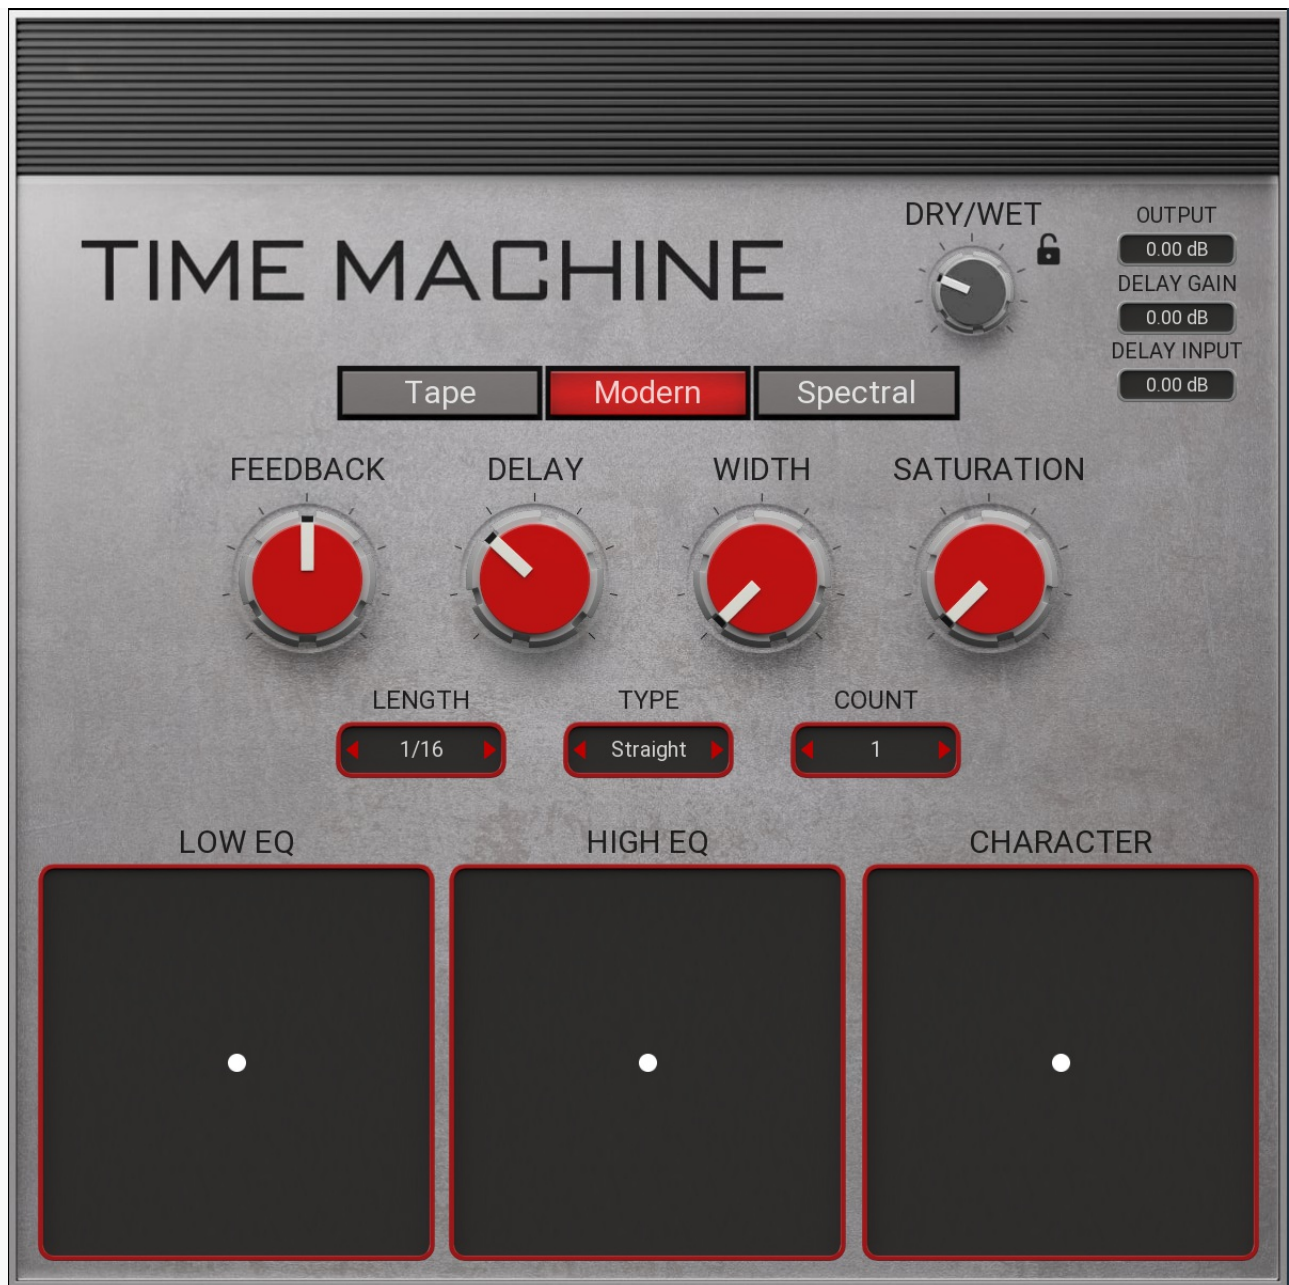 TIME MACHINE
DRY/WET
OUTPUT
0.00 dB
DELAY GAIN
0.00 dB
DELAY INPUT
0.00 dB
Tape
Modern
Spectral
FEEDBACK
DELAY
WIDTH
SATURATION
LENGTH
TYPE
COUNT
1/16
Straight
1
LOW EQ
HIGH EQ
CHARACTER